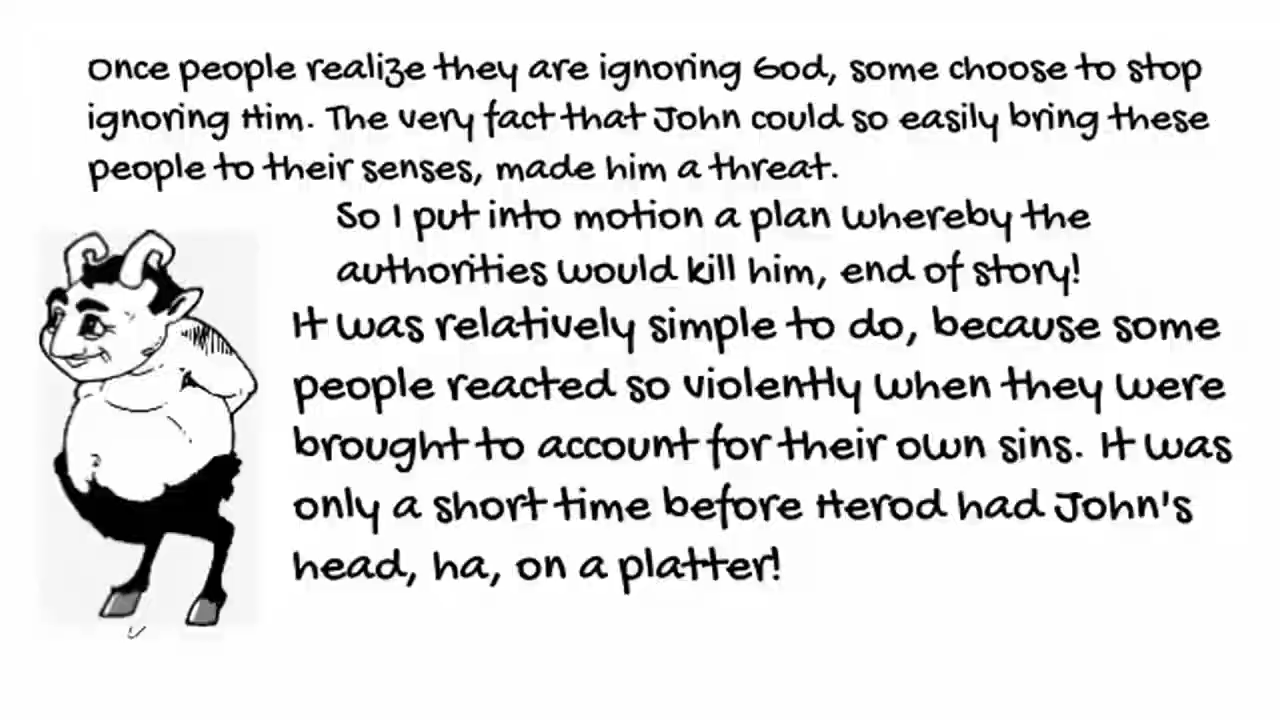 Once people realize they are ignoring God, some choose to stop
ignoring Him. The very fact that John could so easily bring these
people to their senses, made him a threat.
So I put into motion a plan whereby the
authorities would kill him, end of story!
It was relatively simple to do, because some
people reacted so violently when they were
brought to account for their own sins. It was
only a short time before Herod had John's
head, ha, on a platter!